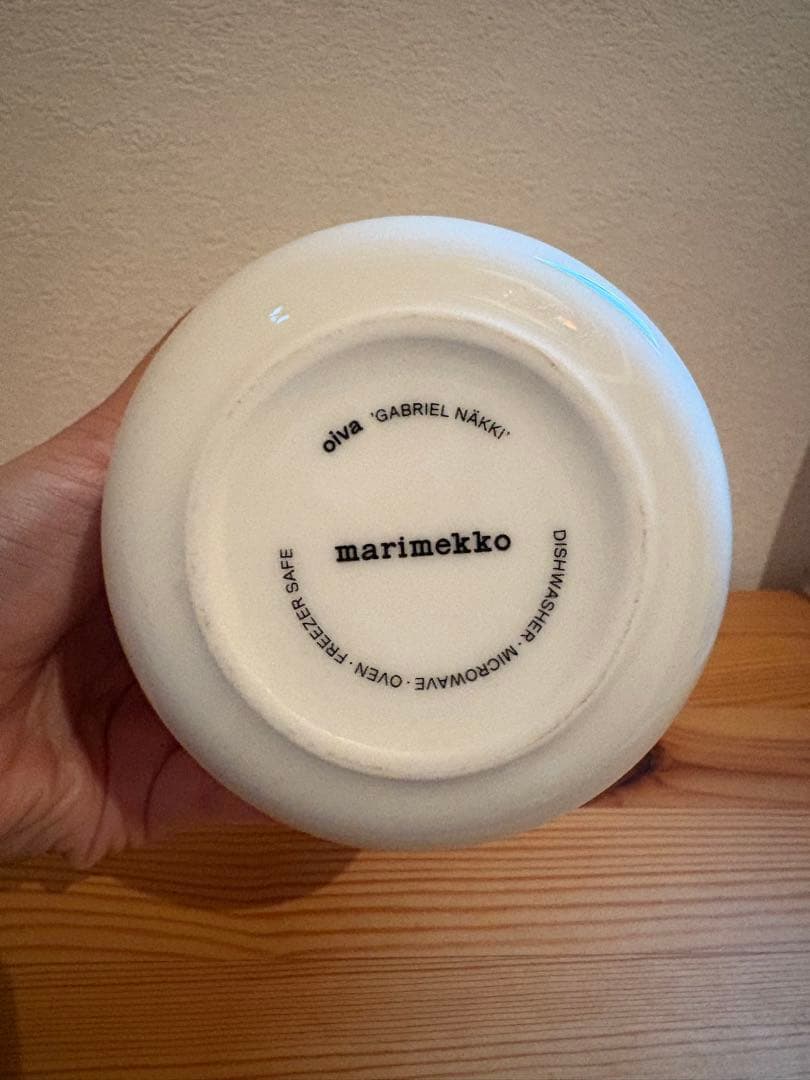 oiva 'GABRIEL NÄKKI'
marimekko
DISHWASHER · MICROWAVE · OVEN · FREEZER SAFE